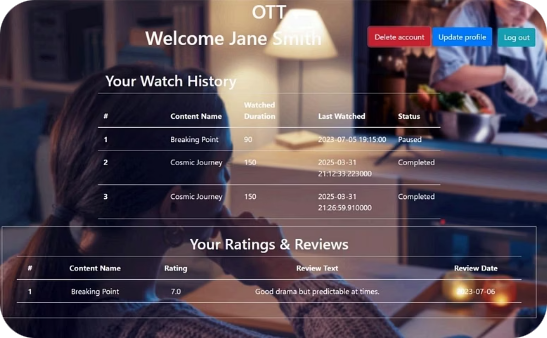 OTT
Welcome Jane Smith
Delete account Update profile Log out
Your Watch History
# Content Name Watched Duration Last Watched Status
1 Breaking Point 90 2023-07-05 19:15:00 Paused
2 Cosmic Journey 150 2025-03-31 21:12:33.223000 Completed
3 Cosmic Journey 150 2025-03-31 21:26:59.910000 Completed
Your Ratings & Reviews
# Content Name Rating Review Text Review Date
1 Breaking Point 7.0 Good drama but predictable at times. 2023-07-06